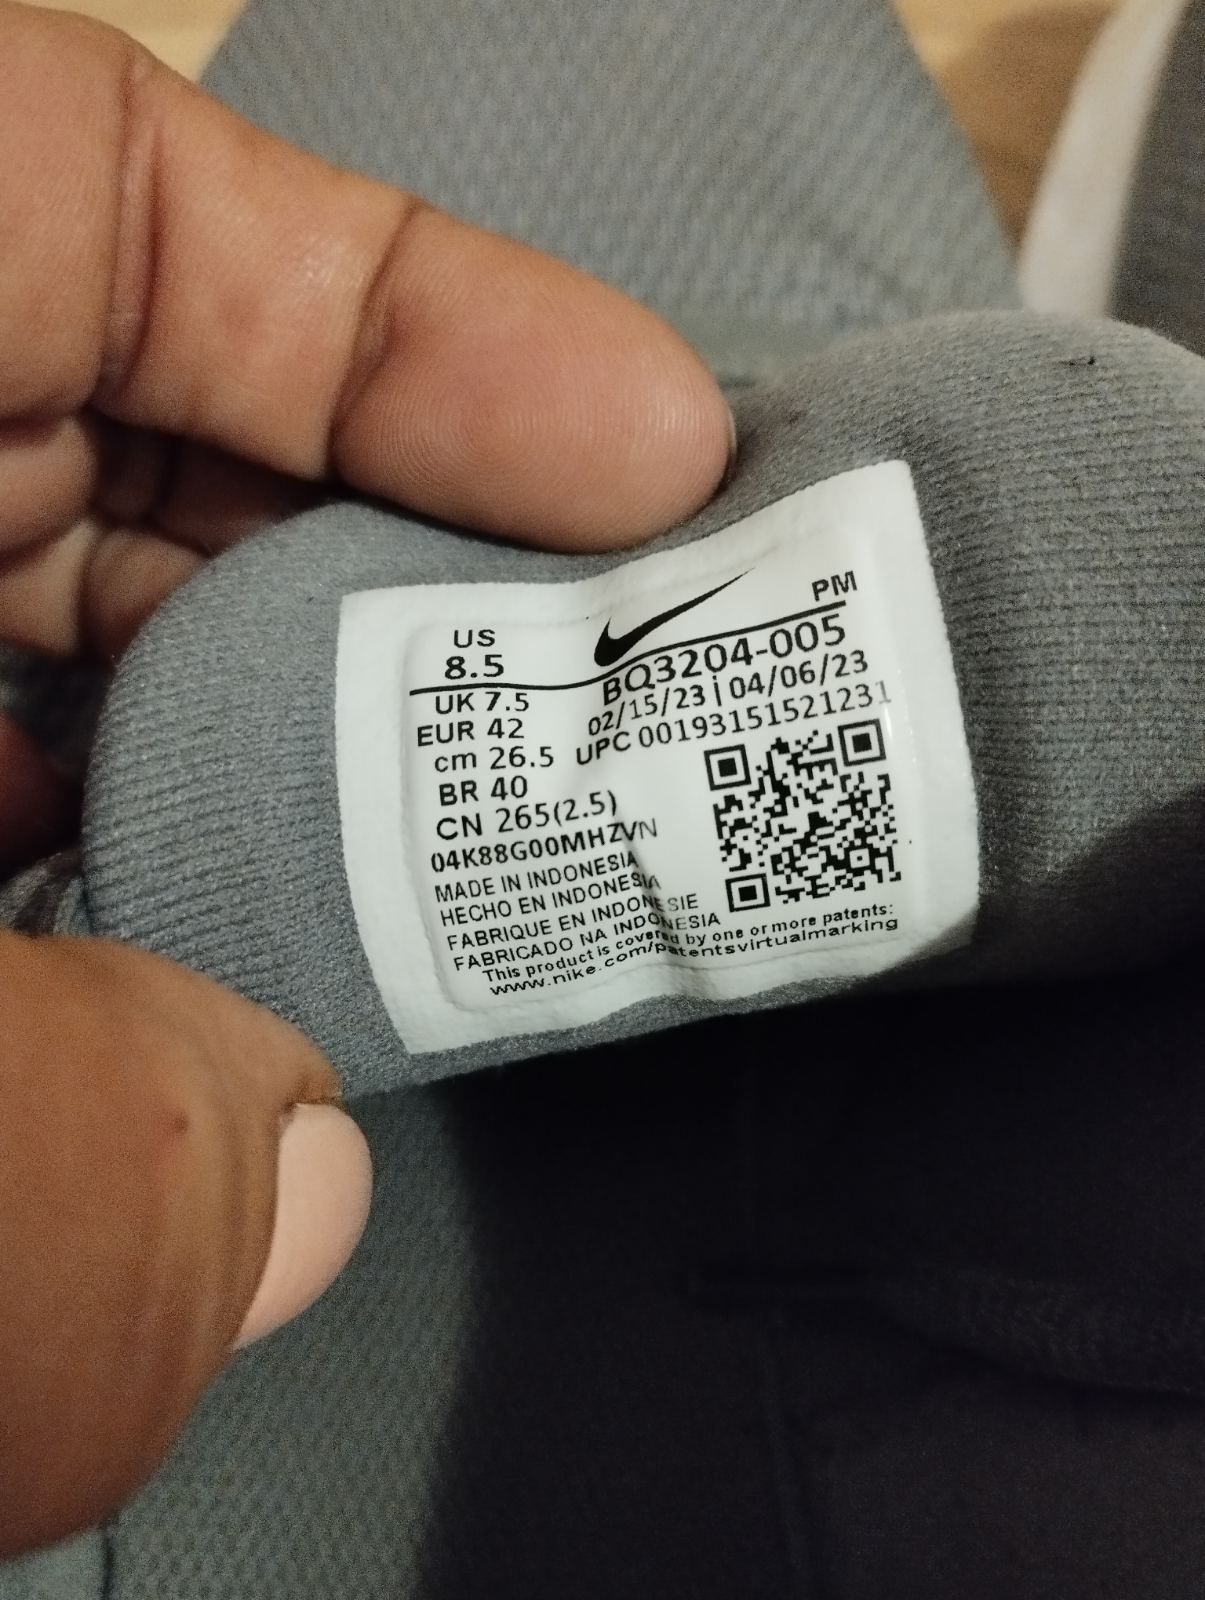 US
8.5
UK 7.5
EUR 42
cm 26.5
BR 40
CN 265(2.5)
04K88G00MHZVN
PM
BQ3204-005
02/15/23 | 04/06/23
UPC 00193151521231
MADE IN INDONESIA
HECHO EN INDONESIA
FABRIQUE EN INDONESIE
FABRICADO NA INDONESIA
This product is covered by one or more patents:
www.nike.com/patentsvirtualmarking